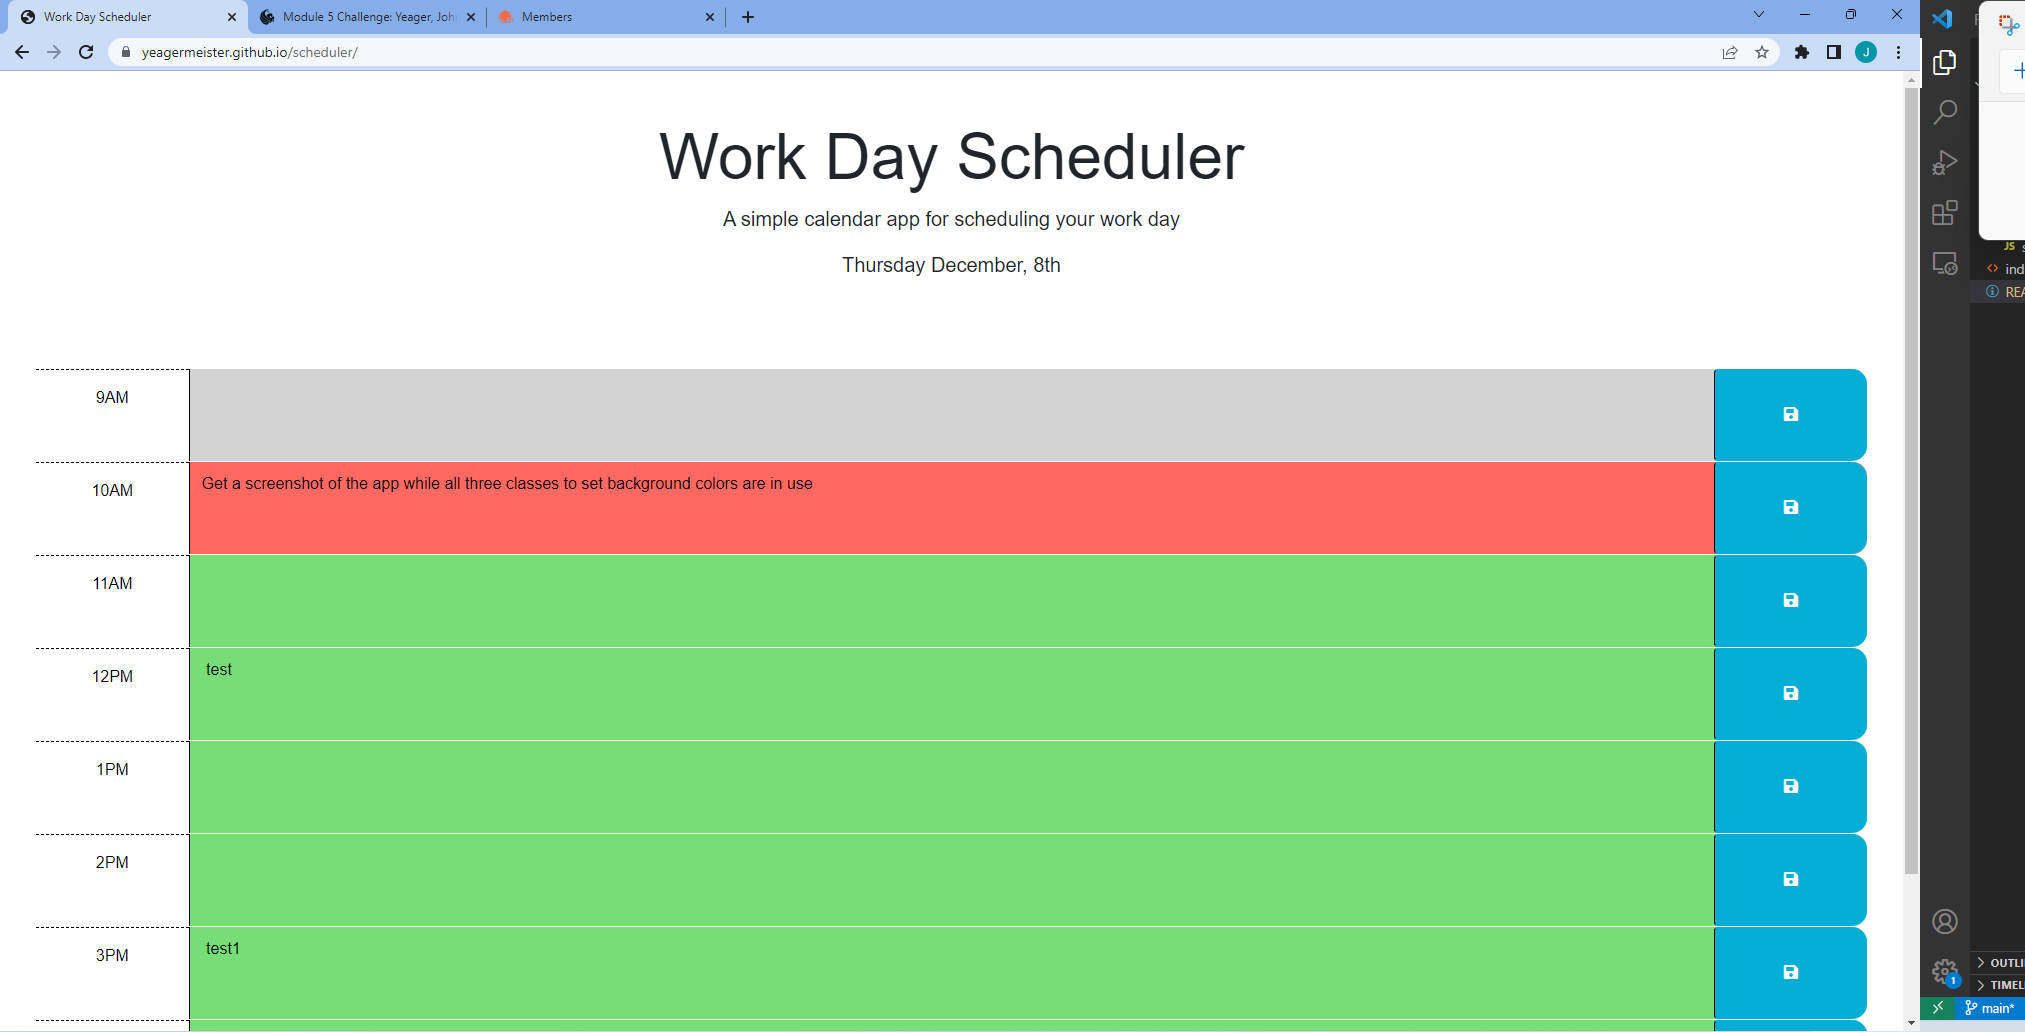 Work Day Scheduler
Module 5 Challenge: Yeager, Joh
Members
yeagermeister.github.io/scheduler/
J
Work Day Scheduler
A simple calendar app for scheduling your work day
Thursday December, 8th
9AM
10AM
Get a screenshot of the app while all three classes to set background colors are in use
11AM
12PM
test
1PM
2PM
3PM
test1
JS
ind
REA
OUTLI
TIMEL
1
main*